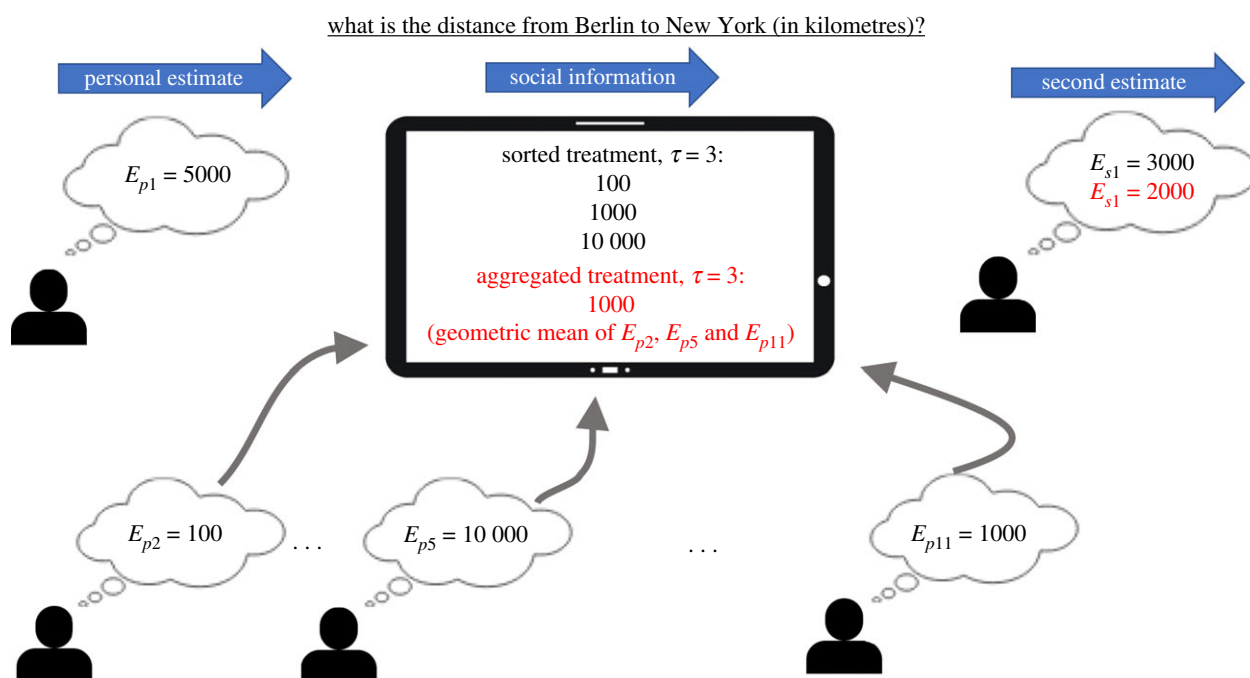 what is the distance from Berlin to New York (in kilometres)?
personal estimate
social information
second estimate
E_p1 = 5000
sorted treatment, τ = 3:
100
1000
10 000
aggregated treatment, τ = 3:
1000
(geometric mean of E_p2, E_p5 and E_p11)
E_s1 = 3000
E_s1 = 2000
E_p2 = 100
. . .
E_p5 = 10 000
. . .
E_p11 = 1000